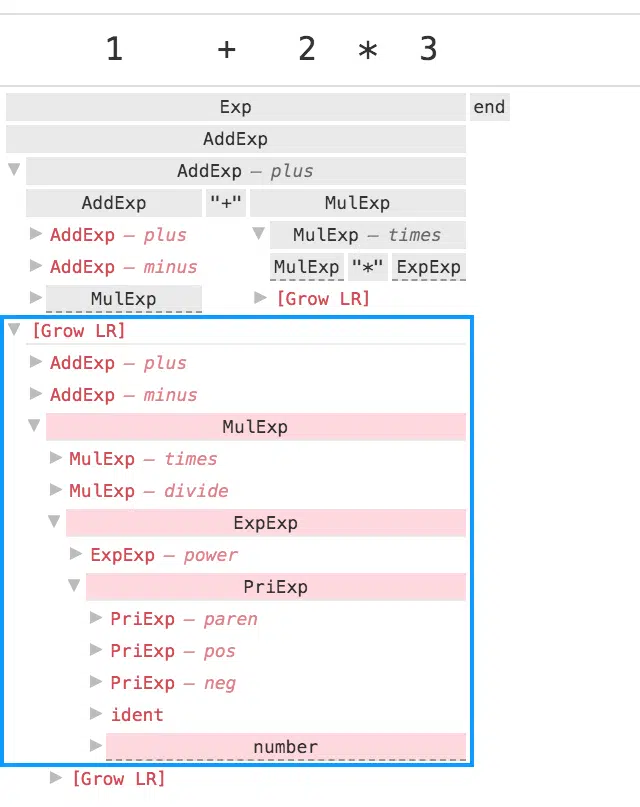 1 + 2 * 3
Exp end
AddExp
AddExp — plus
AddExp "+" MulExp
AddExp — plus MulExp — times
AddExp — minus MulExp "*" ExpExp
MulExp [Grow LR]
[Grow LR]
AddExp — plus
AddExp — minus
MulExp
MulExp — times
MulExp — divide
ExpExp
ExpExp — power
PriExp
PriExp — paren
PriExp — pos
PriExp — neg
ident
number
[Grow LR]